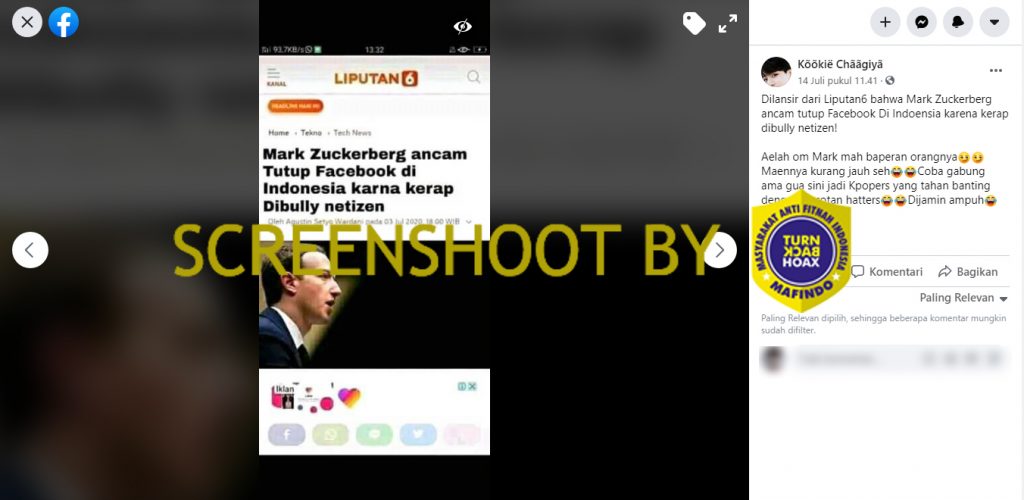 13.32
KANAL
LIPUTAN 6
HEADLINE HARI INI
Home • Tekno • Tech News
Mark Zuckerberg ancam
Tutup Facebook di
Indonesia karna kerap
Dibully netizen
Oleh Agustin Setyo Wardani pada 03 Jul 2020, 18.00 WIB
SCREENSHOOT BY
Iklan
Köökië Chäägiyä
14 Juli pukul 11.41
Dilansir dari Liputan6 bahwa Mark Zuckerberg
ancam tutup Facebook Di Indoensia karena kerap
dibully netizen!
Aelah om Mark mah baperan orangnya😏😏
Maennya kurang jauh seh😂😂Coba gabung
ama gua sini jadi Kpopers yang tahan banting
hatters😂😂Dijamin ampuh😂
MASYARAKAT ANTI FITNAH INDONESIA
TURN
BACK
HOAX
MAFINDO
Komentari
Bagikan
Paling Relevan
Paling Relevan dipilih, sehingga beberapa komentar mungkin
sudah difilter.